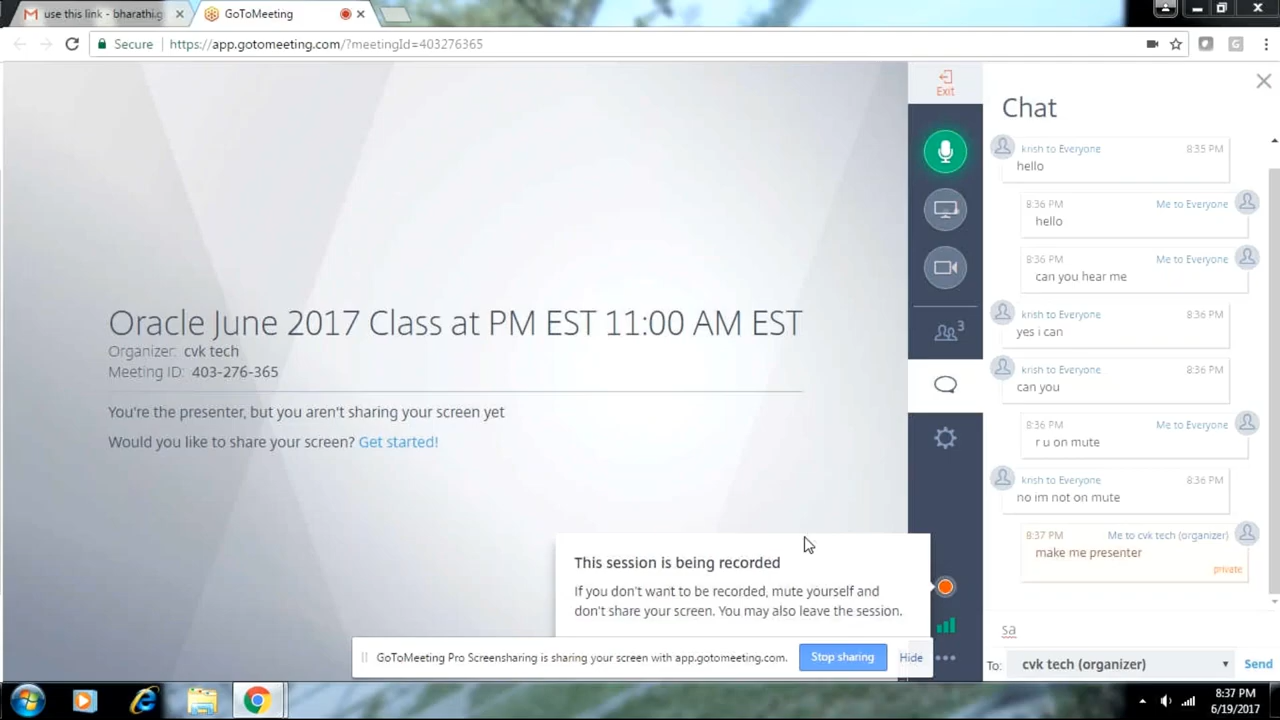 use this link - bharathi.g
GoToMeeting
Secure
https://app.gotomeeting.com/?meetingId=403276365
Exit
3
Oracle June 2017 Class at PM EST 11:00 AM EST
Organizer: cvk tech
Meeting ID: 403-276-365
You're the presenter, but you aren't sharing your screen yet
Would you like to share your screen? Get started!
This session is being recorded
If you don't want to be recorded, mute yourself and
don't share your screen. You may also leave the session.
GoToMeeting Pro Screensharing is sharing your screen with app.gotomeeting.com. Stop sharing Hide
Chat
krish to Everyone 8:35 PM
hello
8:36 PM Me to Everyone
hello
8:36 PM Me to Everyone
can you hear me
krish to Everyone 8:36 PM
yes i can
krish to Everyone 8:36 PM
can you
8:36 PM Me to Everyone
r u on mute
krish to Everyone 8:36 PM
no im not on mute
8:37 PM Me to cvk tech (organizer)
make me presenter
private
sa
To: cvk tech (organizer) Send
8:37 PM
6/19/2017